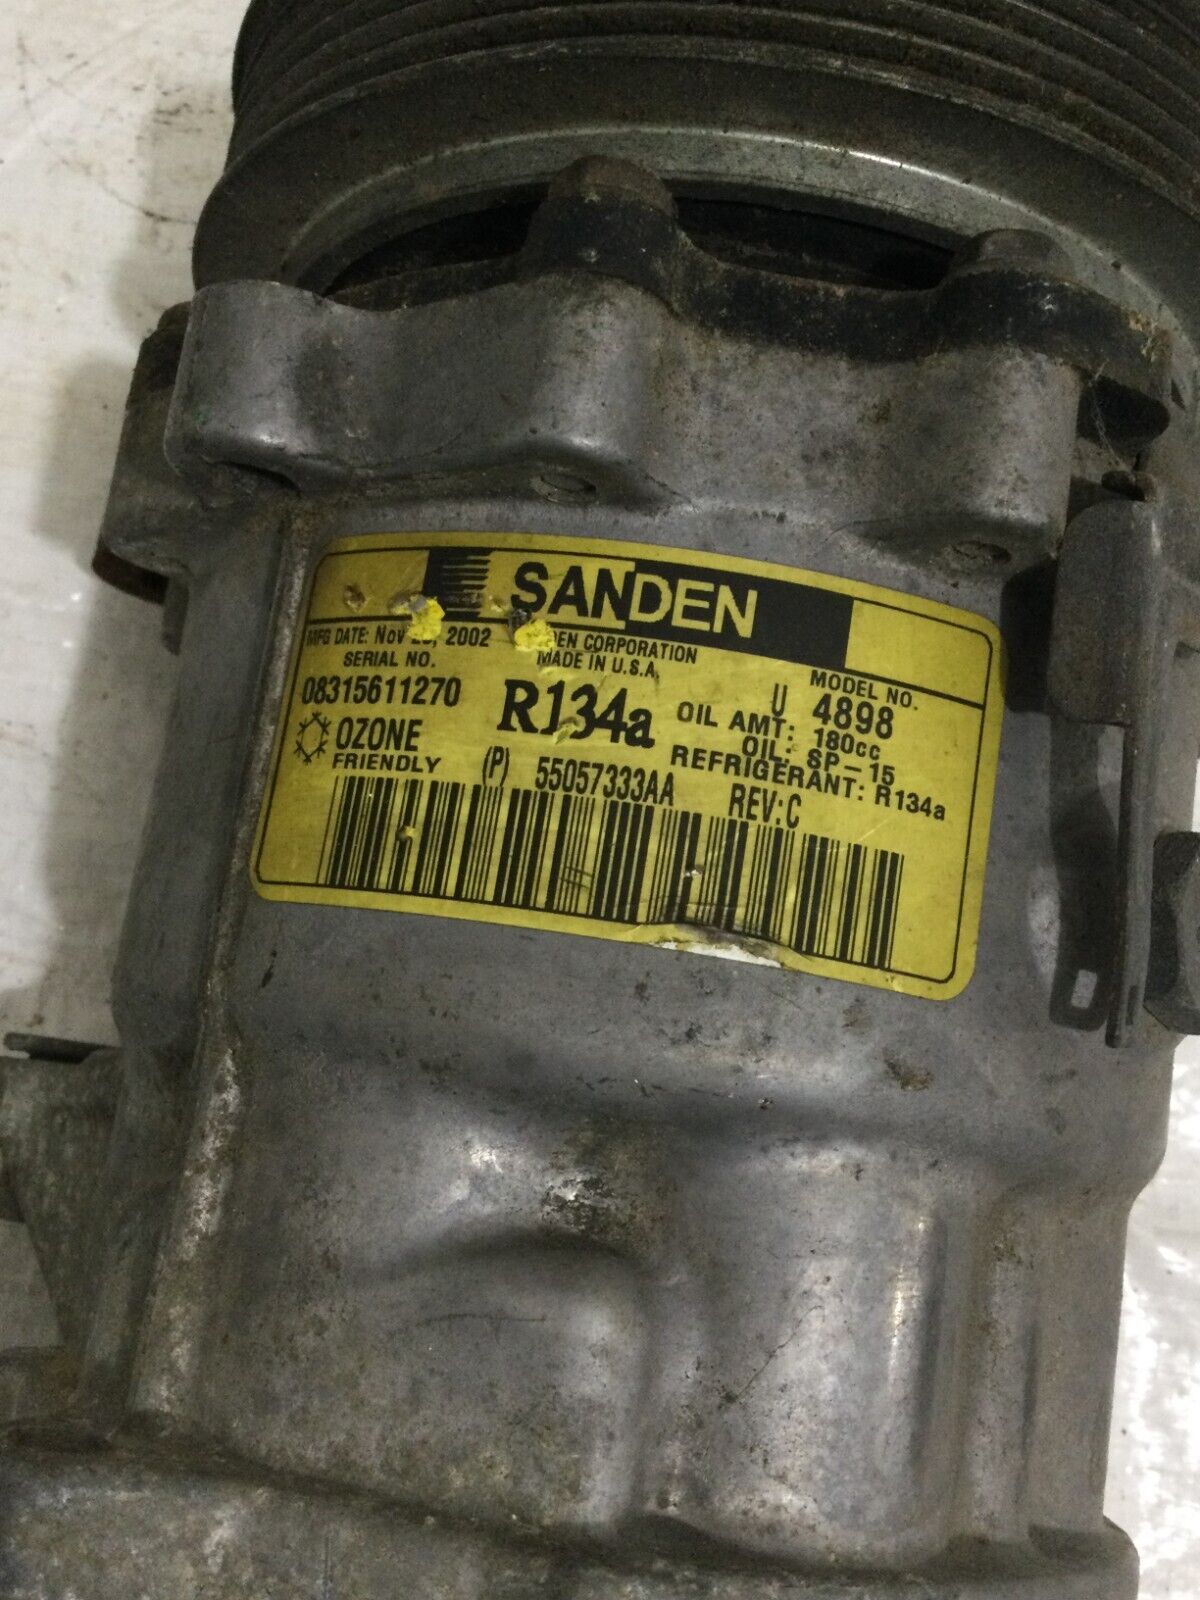 SANDEN
MFG DATE: Nov 2002
CORPORATION
SERIAL NO.
MADE IN U.S.A.
MODEL NO.
08315611270
R134a
U 4898
OIL AMT: 180cc
OZONE
OIL: SP-15
FRIENDLY
REFRIGERANT: R134a
(P) 55057333AA REV:C